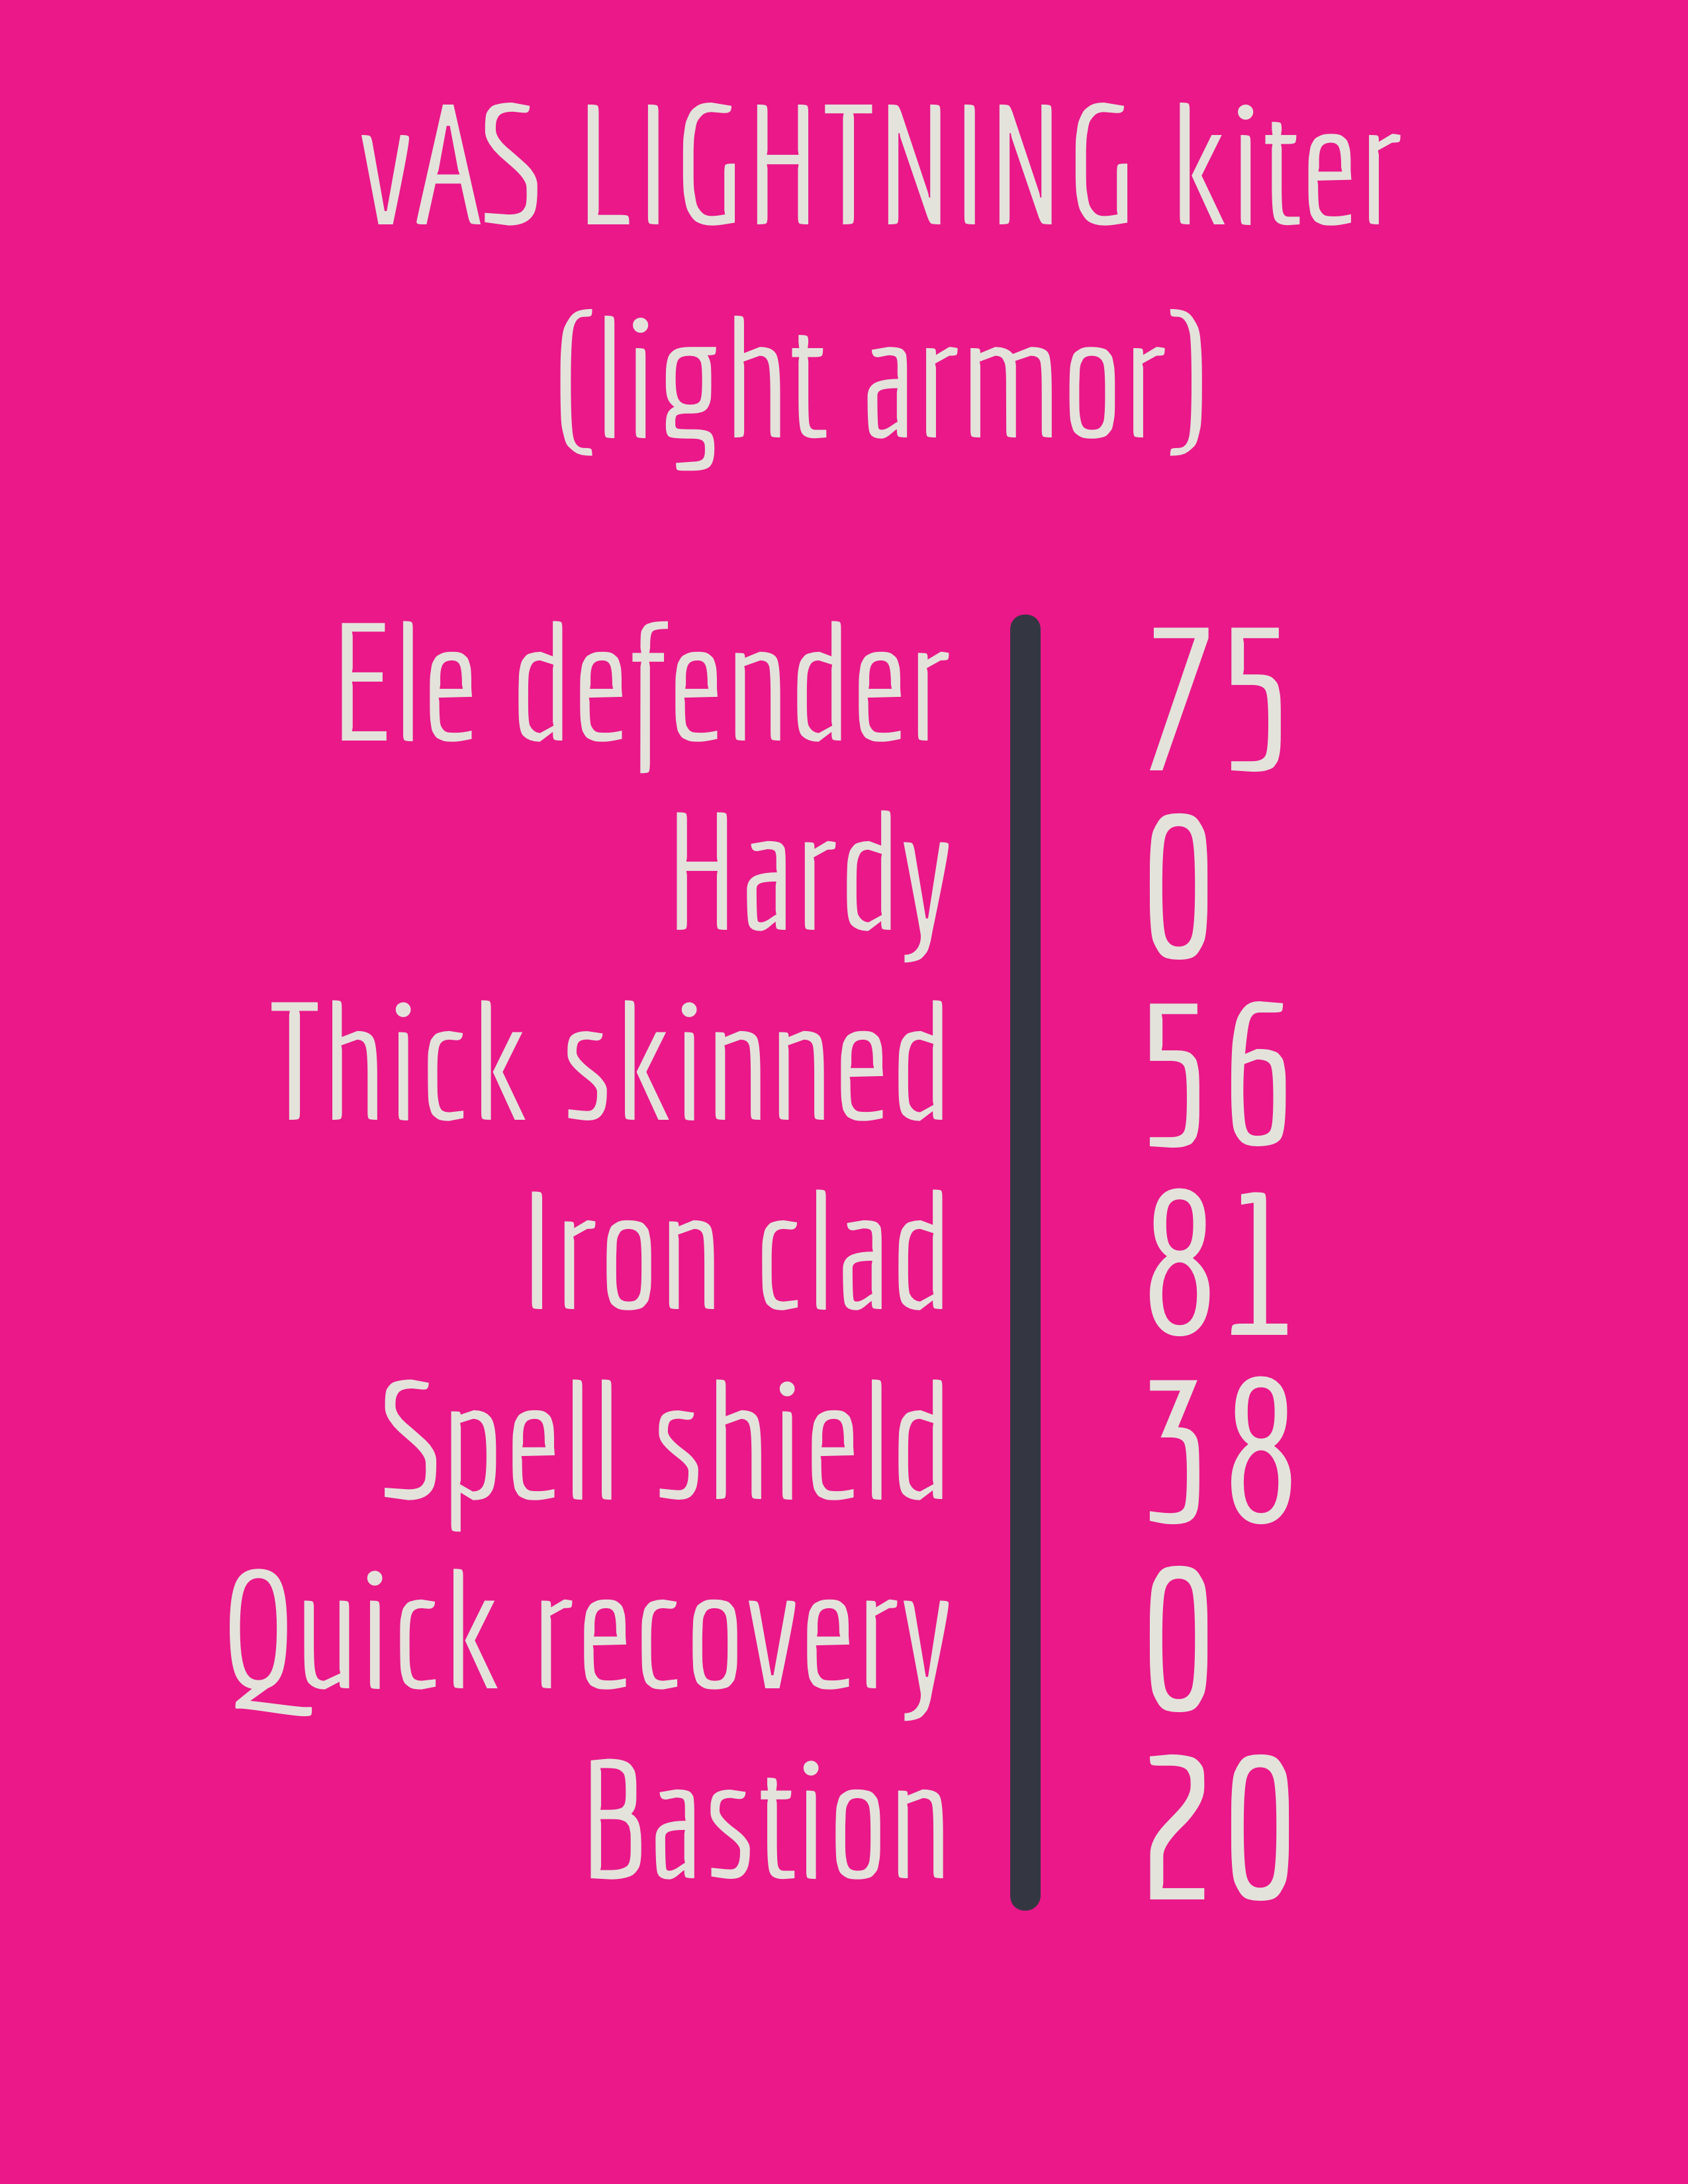 vAS LIGHTNING kiter
(light armor)
Ele defender 75
Hardy 0
Thick skinned 56
Iron clad 81
Spell shield 38
Quick recovery 0
Bastion 20